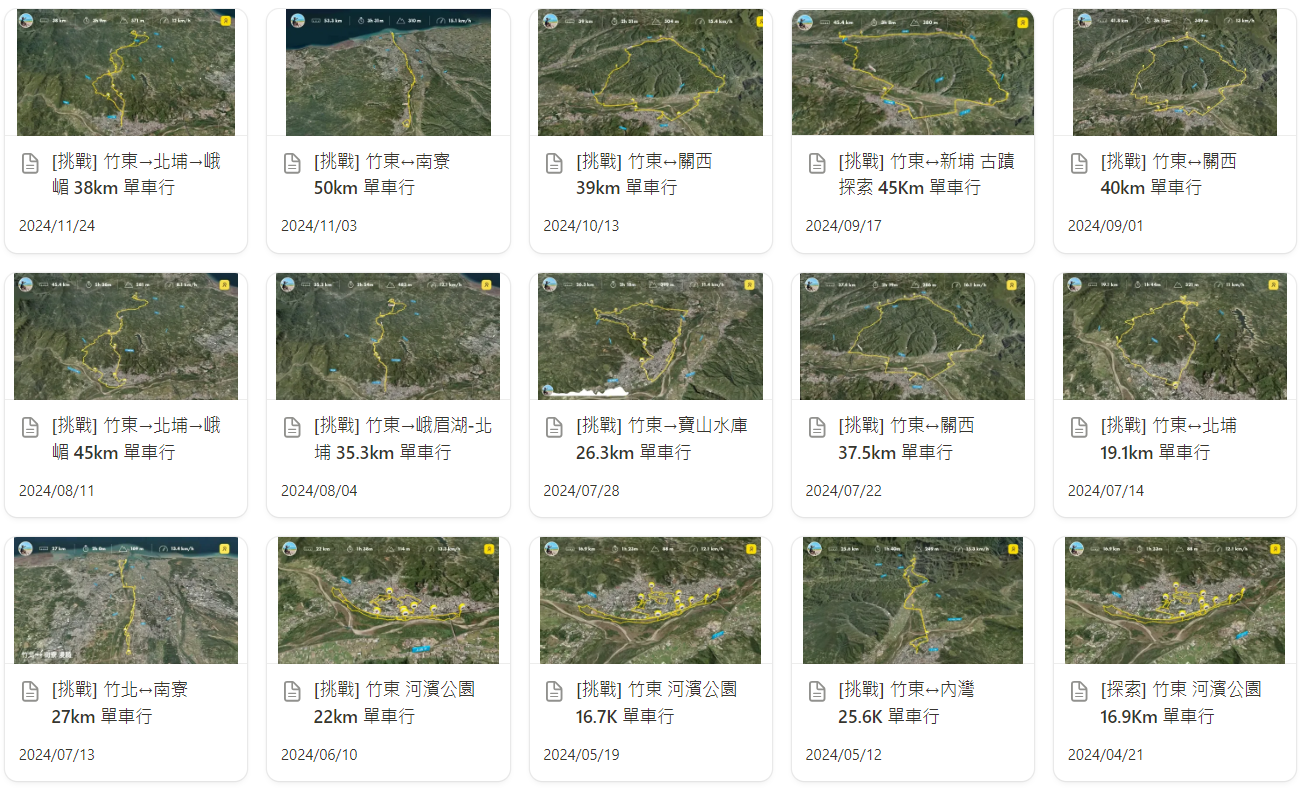 [挑戰] 竹東→北埔→峨
嵋 38km 單車行
2024/11/24
[挑戰] 竹東↔南寮
50km 單車行
2024/11/03
[挑戰] 竹東↔關西
39km 單車行
2024/10/13
[挑戰] 竹東↔新埔 古蹟
探索 45Km 單車行
2024/09/17
[挑戰] 竹東↔關西
40km 單車行
2024/09/01
[挑戰] 竹東→北埔→峨
嵋 45km 單車行
2024/08/11
[挑戰] 竹東→峨眉湖-北
埔 35.3km 單車行
2024/08/04
[挑戰] 竹東→寶山水庫
26.3km 單車行
2024/07/28
[挑戰] 竹東↔關西
37.5km 單車行
2024/07/22
[挑戰] 竹東↔北埔
19.1km 單車行
2024/07/14
[挑戰] 竹北↔南寮
27km 單車行
2024/07/13
[挑戰] 竹東 河濱公園
22km 單車行
2024/06/10
[挑戰] 竹東 河濱公園
16.7K 單車行
2024/05/19
[挑戰] 竹東↔內灣
25.6K 單車行
2024/05/12
[探索] 竹東 河濱公園
16.9Km 單車行
2024/04/21